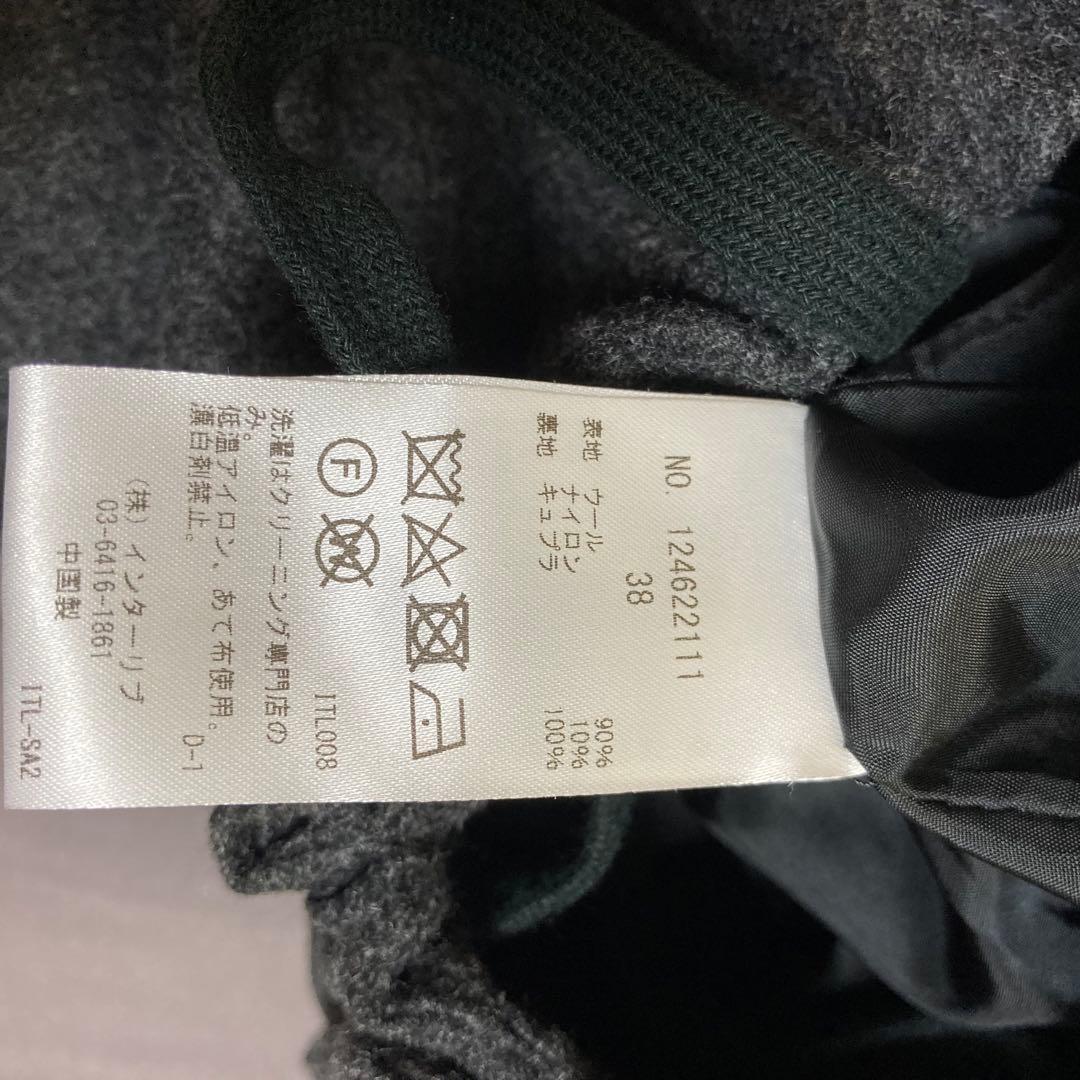 NO. 124622111
38
表地 ウール 90%
ナイロン 10%
裏地 キュプラ 100%
F W
ITL008
洗濯はクリーニング専門店の
み。
低温アイロン、あて布使用。
漂白剤禁止。 D-1
(株)インターリブ
03-6416-1861
中国製
ITL-SA2